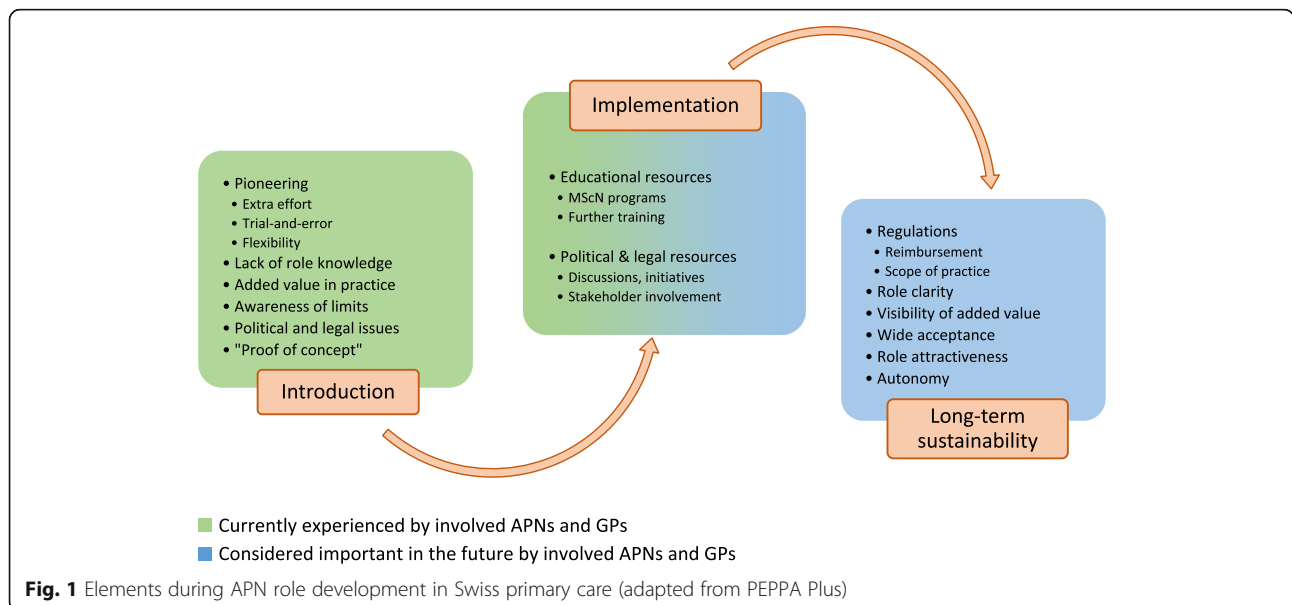 • Pioneering
• Extra effort
• Trial-and-error
• Flexibility
• Lack of role knowledge
• Added value in practice
• Awareness of limits
• Political and legal issues
• "Proof of concept"
Introduction
Implementation
• Educational resources
• MScN programs
• Further training
• Political & legal resources
• Discussions, initiatives
• Stakeholder involvement
• Regulations
• Reimbursement
• Scope of practice
• Role clarity
• Visibility of added value
• Wide acceptance
• Role attractiveness
• Autonomy
Long-term
sustainability
Currently experienced by involved APNs and GPs
Considered important in the future by involved APNs and GPs
Fig. 1 Elements during APN role development in Swiss primary care (adapted from PEPPA Plus)